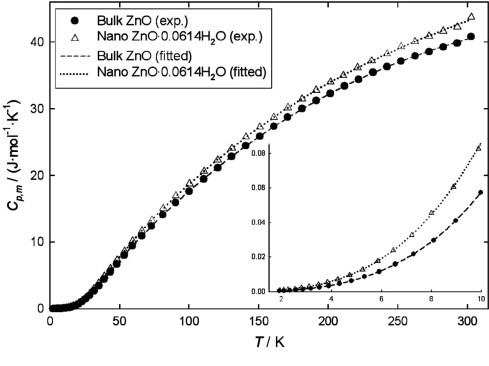 Bulk ZnO (exp.)
Nano ZnO·0.0614H₂O (exp.)
Bulk ZnO (fitted)
Nano ZnO·0.0614H₂O (fitted)
40
30
20
10
0
C_{p,m} / (J·mol⁻¹·K⁻¹)
0.08
0.06
0.04
0.02
0.00
2 4 6 8 10
0 50 100 150 200 250 300
T / K